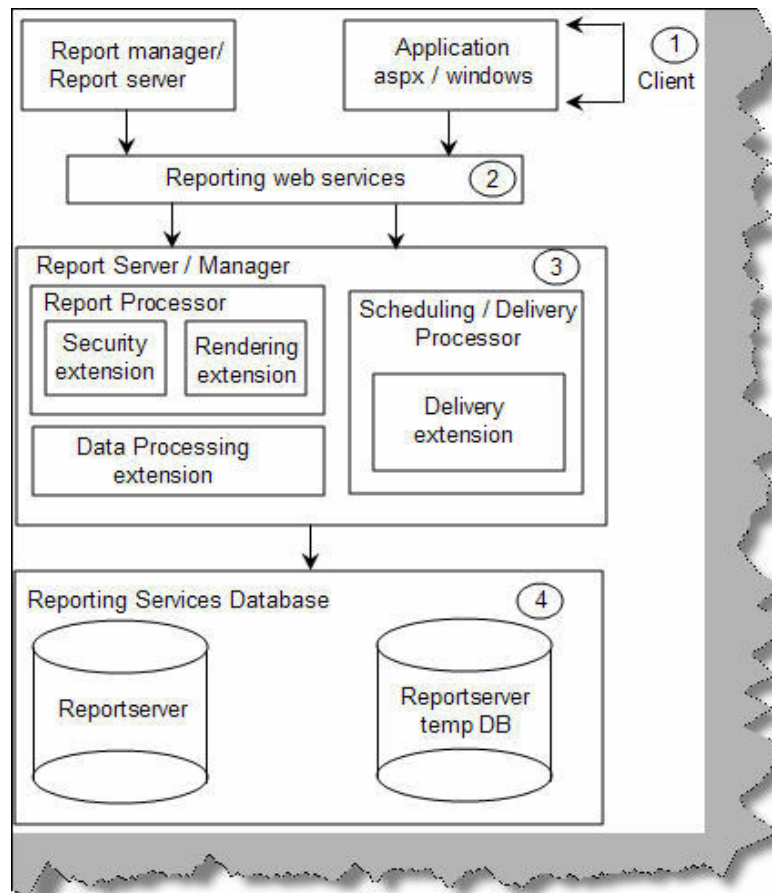 Report manager/
Report server
Application
aspx / windows
1
Client
Reporting web services
2
Report Server / Manager
3
Report Processor
Security
extension
Rendering
extension
Scheduling / Delivery
Processor
Delivery
extension
Data Processing
extension
Reporting Services Database
4
Reportserver
Reportserver
temp DB